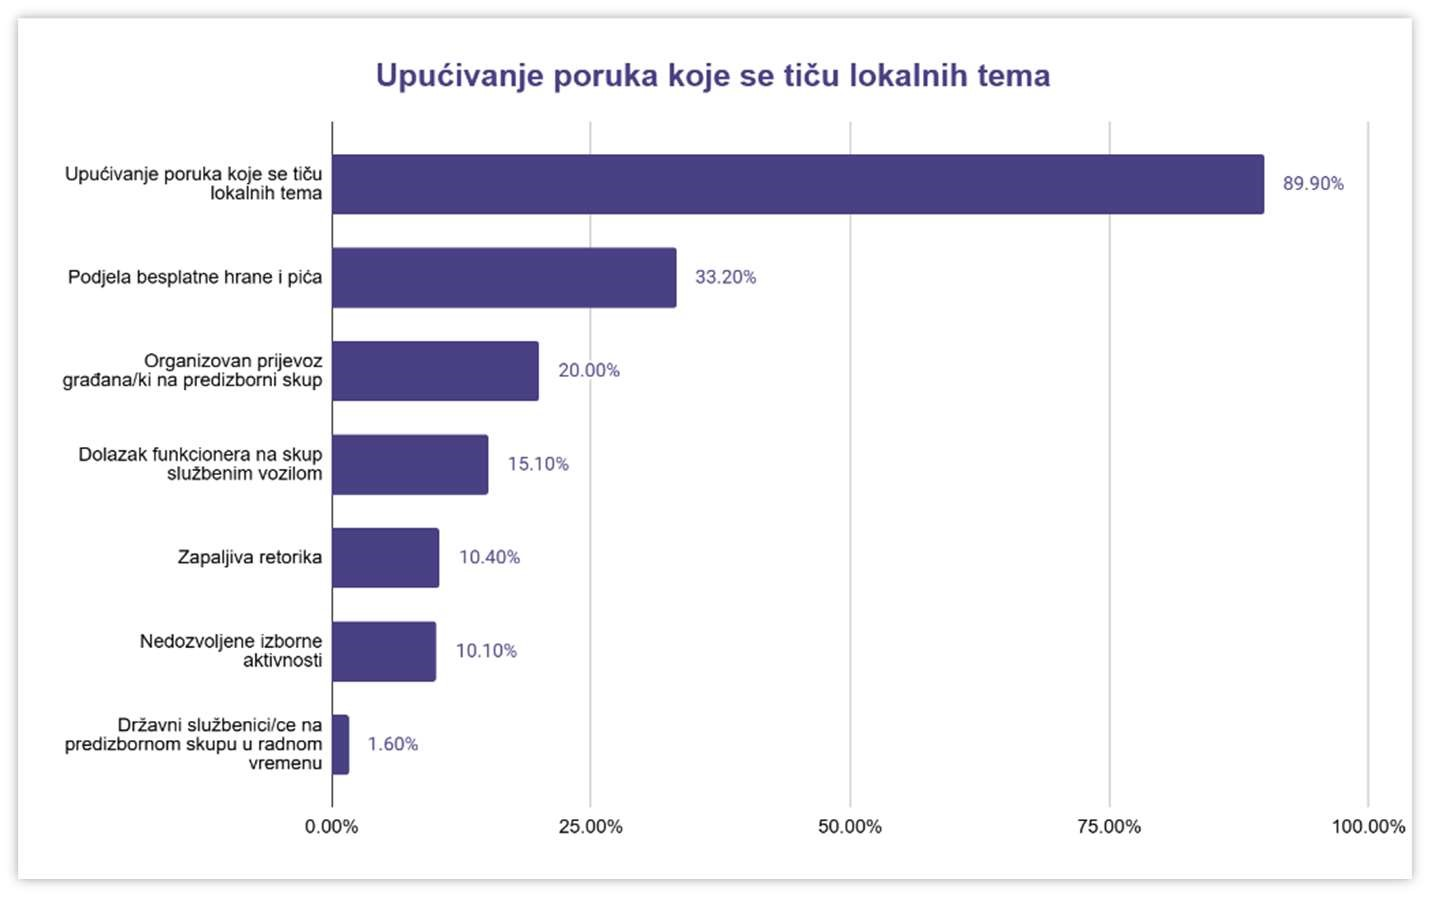 Upućivanje poruka koje se tiču lokalnih tema
Upućivanje poruka koje se tiču
lokalnih tema
89.90%
Podjela besplatne hrane i pića
33.20%
Organizovan prijevoz
građana/ki na predizborni skup
20.00%
Dolazak funkcionera na skup
službenim vozilom
15.10%
Zapaljiva retorika
10.40%
Nedozvoljene izborne
aktivnosti
10.10%
Državni službenici/ce na
predizbornom skupu u radnom
vremenu
1.60%
0.00% 25.00% 50.00% 75.00% 100.00%